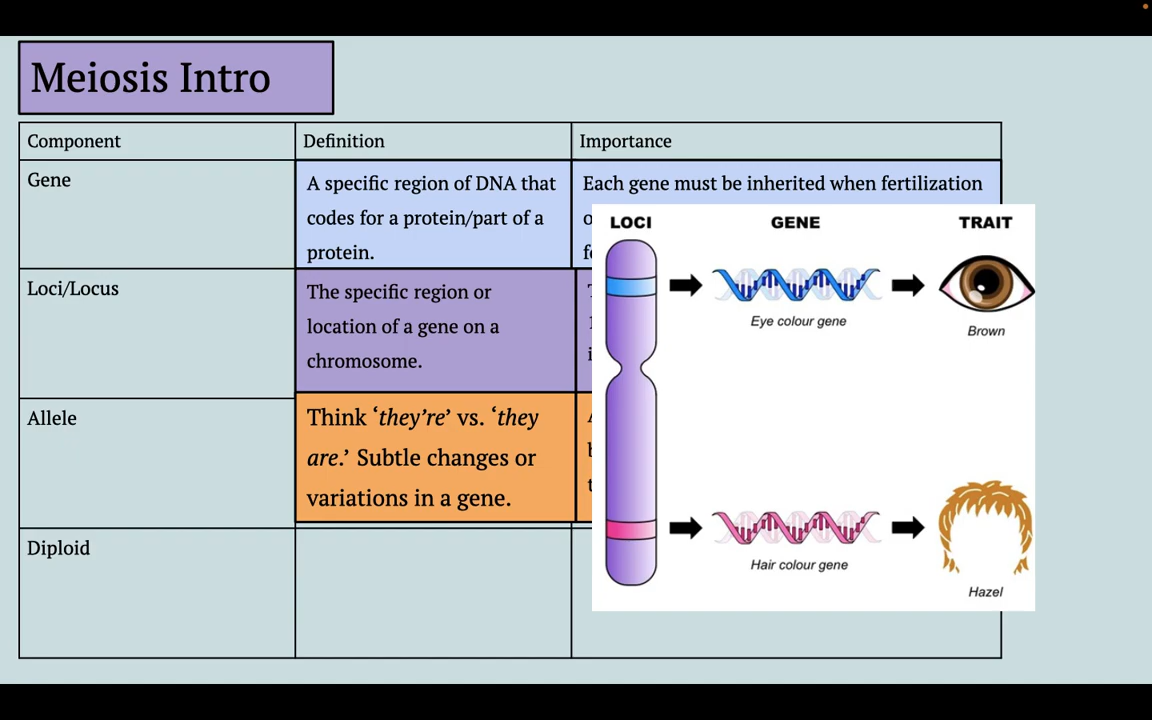 Meiosis Intro
Component
Definition
Importance
Gene
A specific region of DNA that
codes for a protein/part of a
protein.
Each gene must be inherited when fertilization
Loci/Locus
The specific region or
location of a gene on a
chromosome.
Allele
Think ‘they’re’ vs. ‘they
are.’ Subtle changes or
variations in a gene.
Diploid
LOCI
GENE
TRAIT
Eye colour gene
Brown
Hair colour gene
Hazel